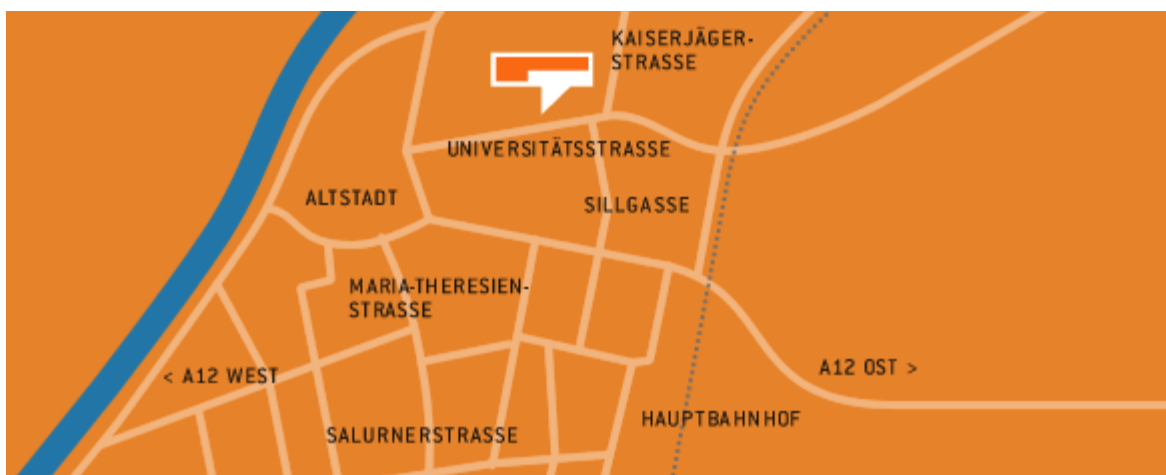 KAISERJÄGER-
STRASSE
UNIVERSITÄTSSTRASSE
ALTSTADT
SILLGASSE
MARIA-THERESIEN-
STRASSE
< A12 WEST
A12 OST >
HAUPTBAHNHOF
SALURNERSTRASSE